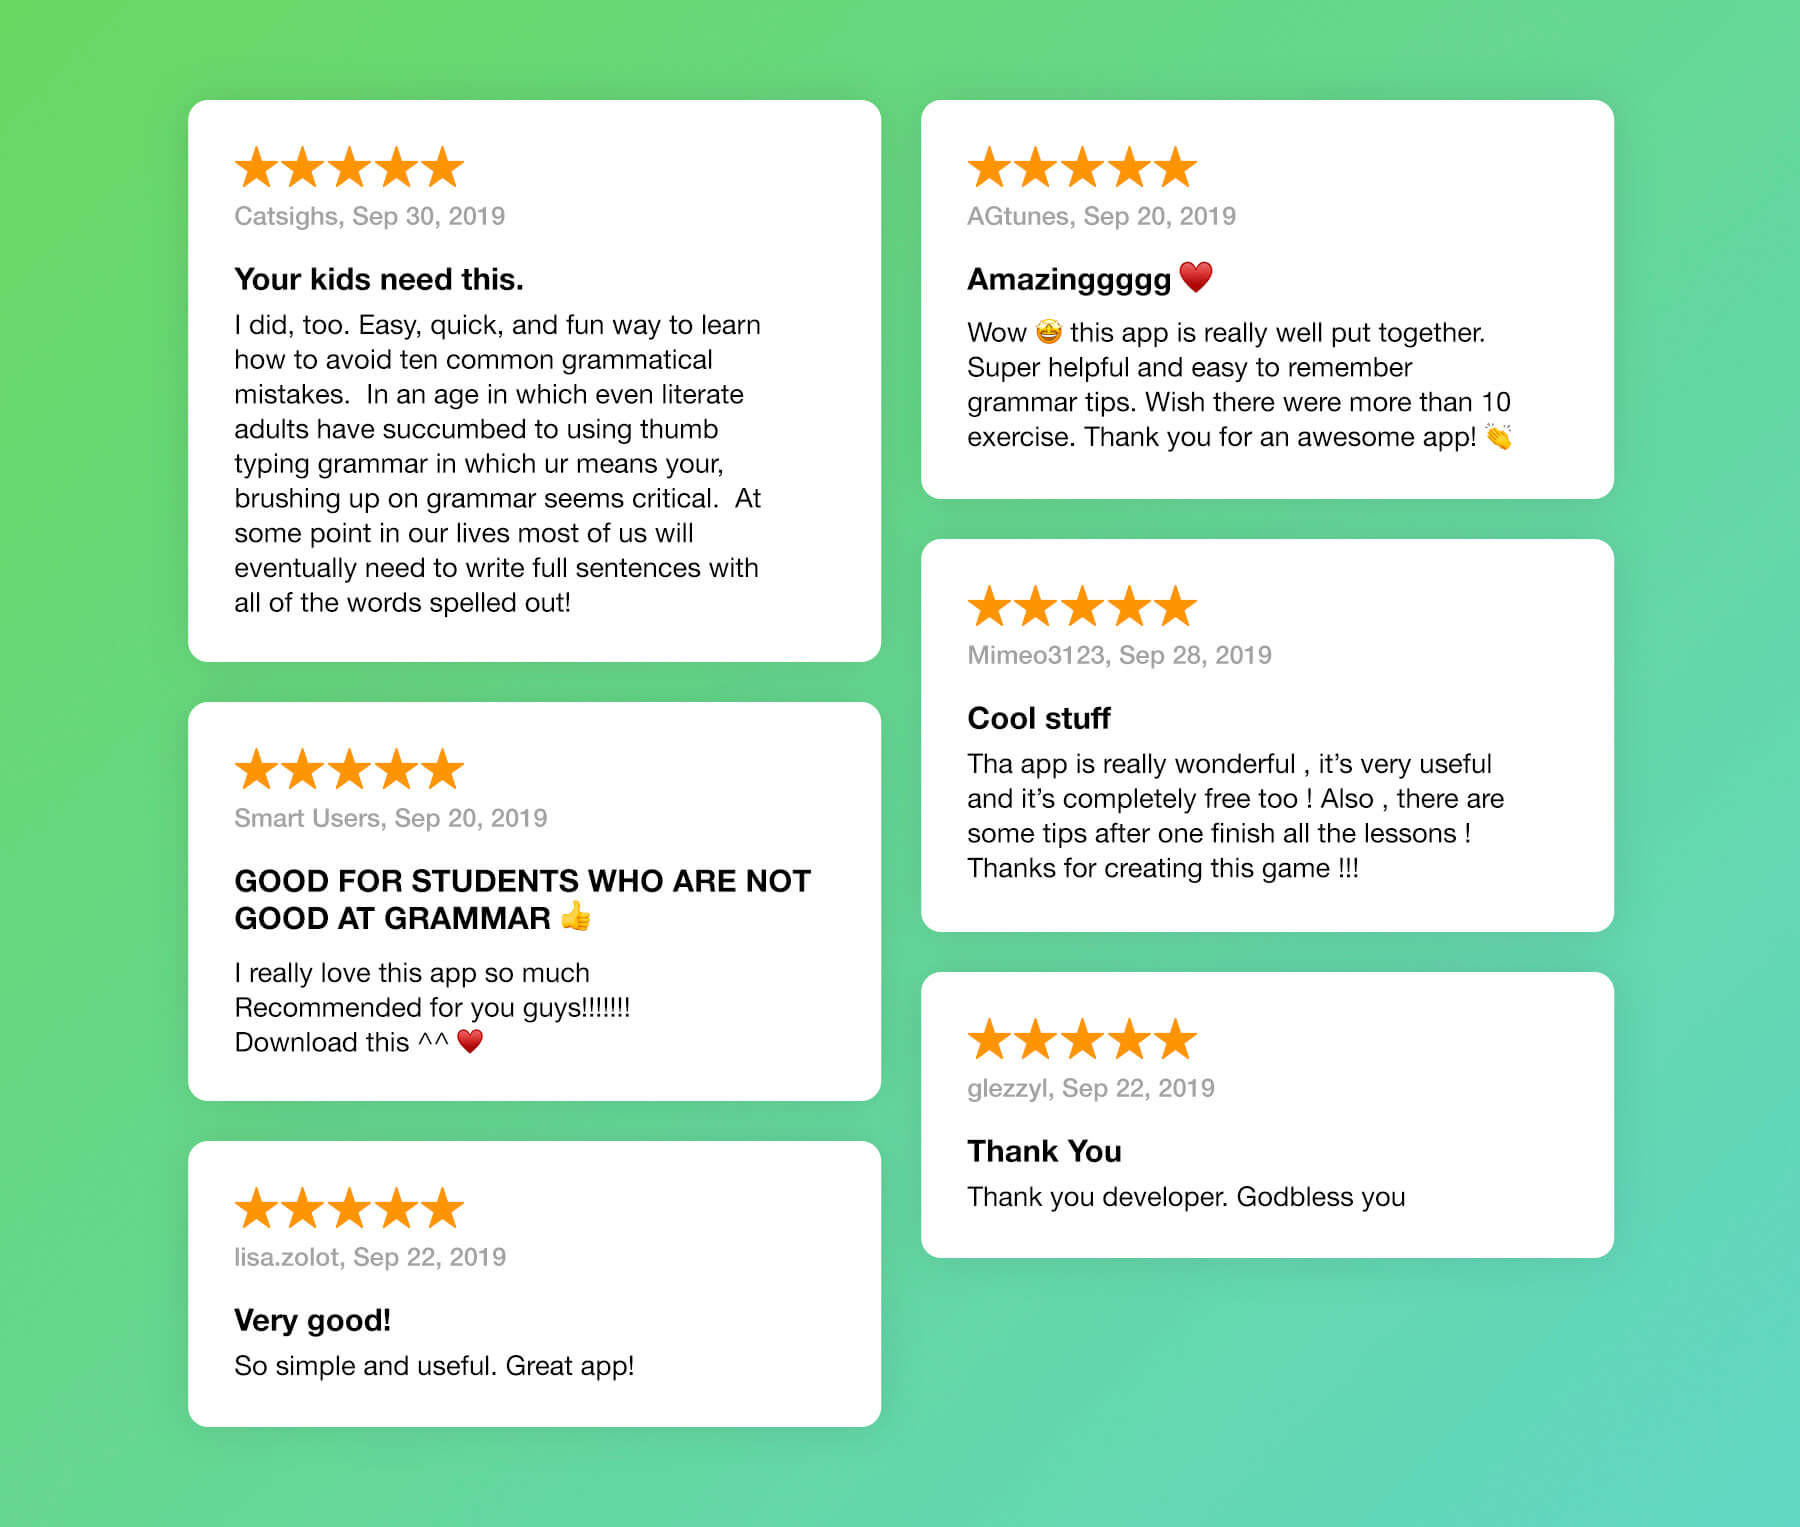 Catsighs, Sep 30, 2019
Your kids need this.
I did, too. Easy, quick, and fun way to learn
how to avoid ten common grammatical
mistakes.  In an age in which even literate
adults have succumbed to using thumb
typing grammar in which ur means your,
brushing up on grammar seems critical.  At
some point in our lives most of us will
eventually need to write full sentences with
all of the words spelled out!
Smart Users, Sep 20, 2019
GOOD FOR STUDENTS WHO ARE NOT
GOOD AT GRAMMAR 👍
I really love this app so much
Recommended for you guys!!!!!!!
Download this ^^ ♥️
lisa.zolot, Sep 22, 2019
Very good!
So simple and useful. Great app!
AGtunes, Sep 20, 2019
Amazinggggg ♥️
Wow 🤩 this app is really well put together.
Super helpful and easy to remember
grammar tips. Wish there were more than 10
exercise. Thank you for an awesome app! 👏
Mimeo3123, Sep 28, 2019
Cool stuff
Tha app is really wonderful , it’s very useful
and it’s completely free too ! Also , there are
some tips after one finish all the lessons !
Thanks for creating this game !!!
glezzyl, Sep 22, 2019
Thank You
Thank you developer. Godbless you